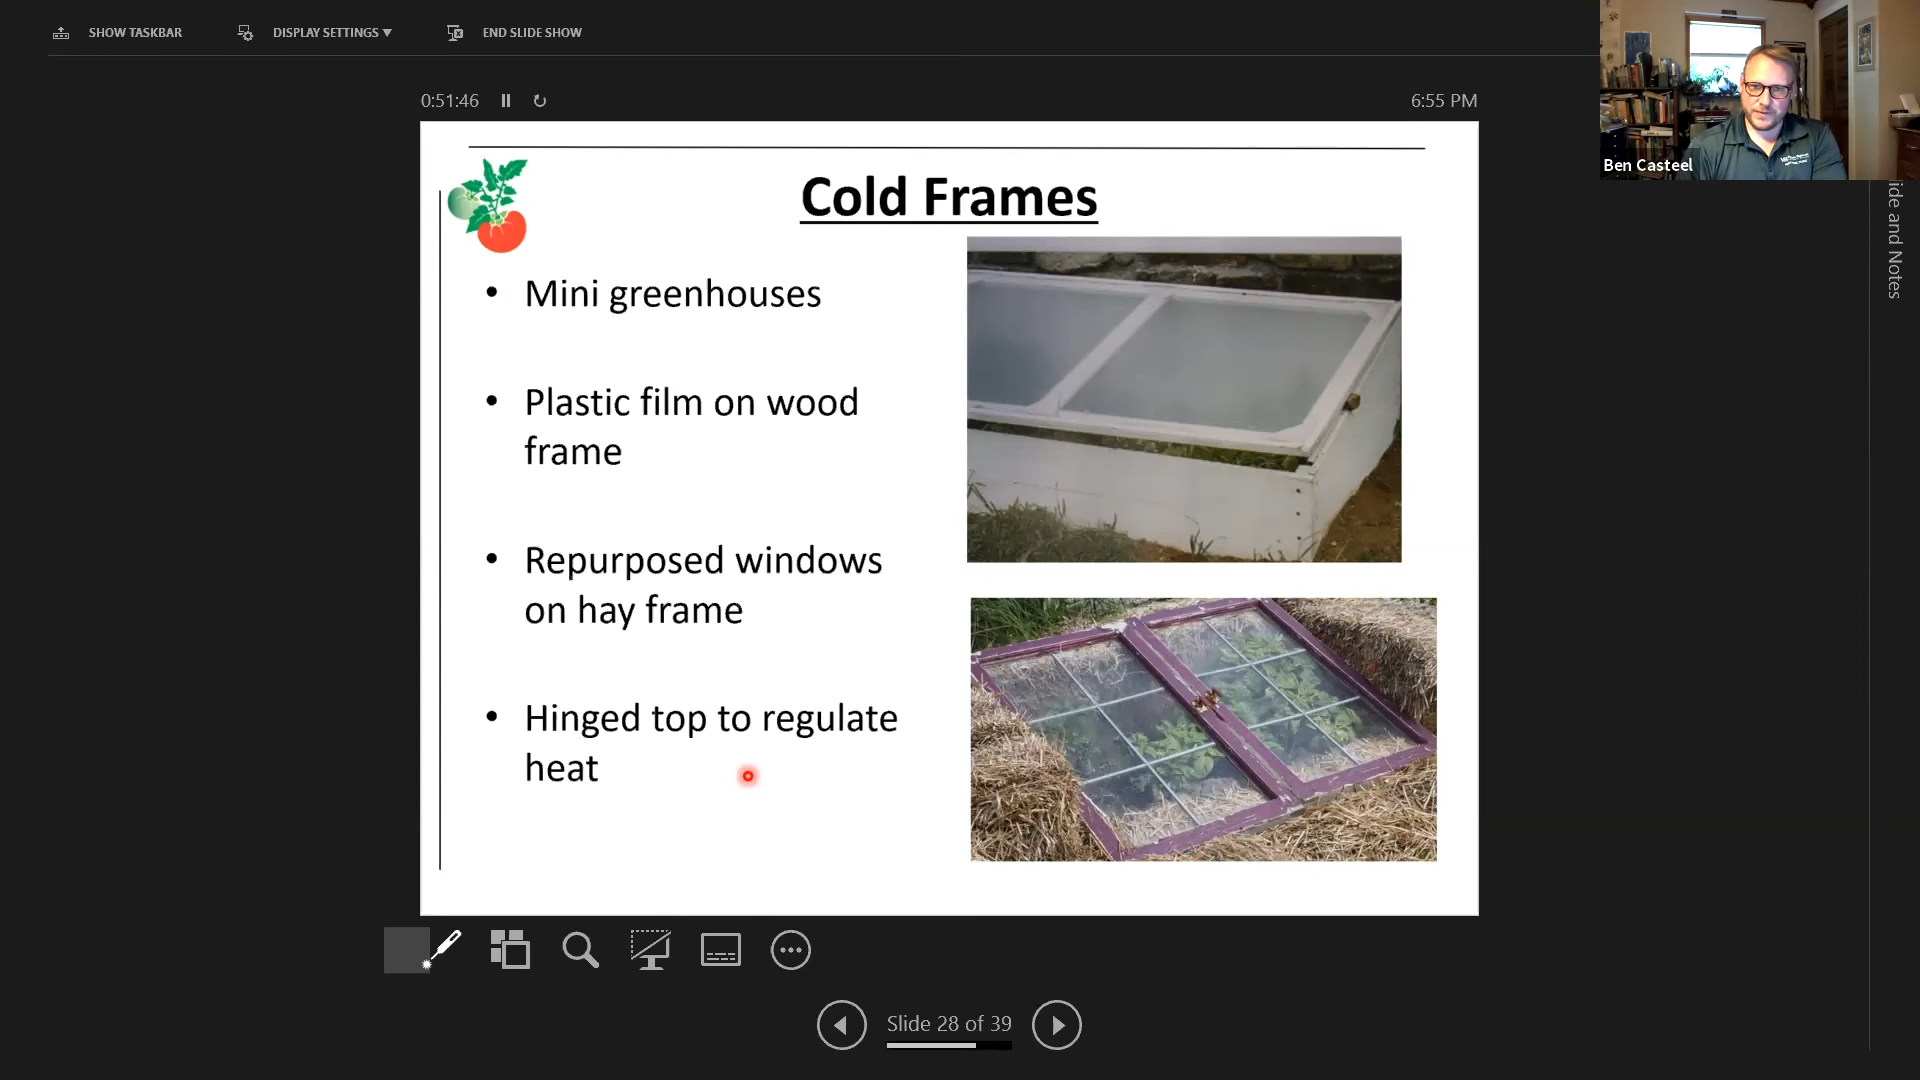 SHOW TASKBAR
DISPLAY SETTINGS ▼
END SLIDE SHOW
0:51:46
6:55 PM
Ben Casteel
ide and Notes
Cold Frames
• Mini greenhouses
• Plastic film on wood
frame
• Repurposed windows
on hay frame
• Hinged top to regulate
heat
Slide 28 of 39